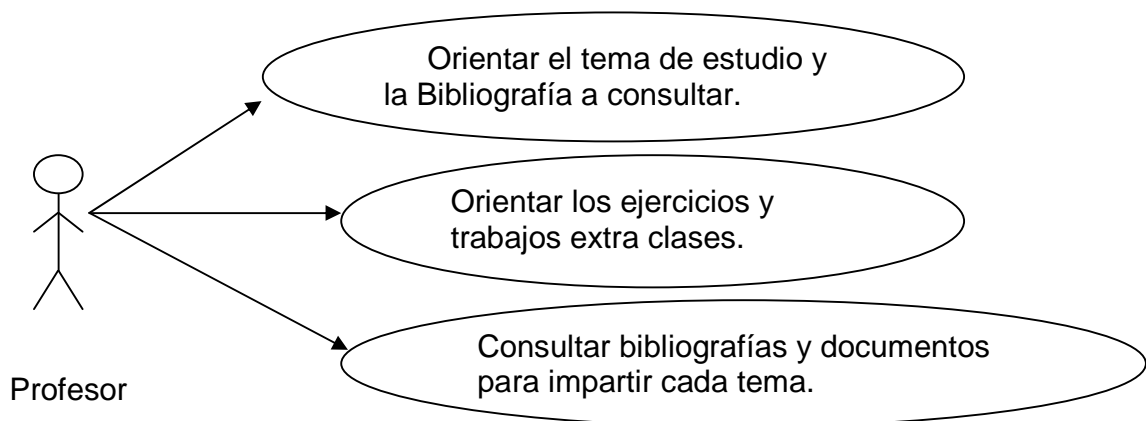 Orientar el tema de estudio y
la Bibliografía a consultar.
Orientar los ejercicios y
trabajos extra clases.
Consultar bibliografías y documentos
para impartir cada tema.
Profesor